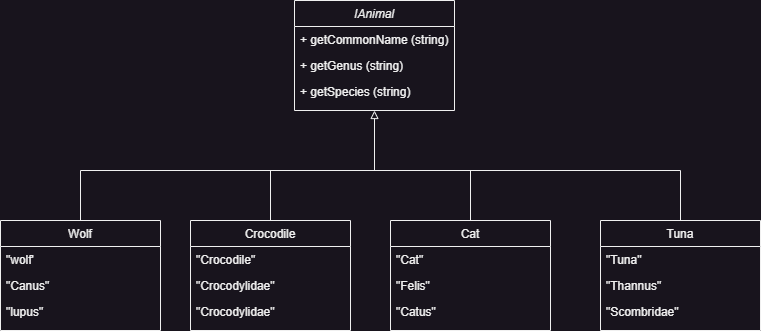 IAnimal
+ getCommonName (string)
+ getGenus (string)
+ getSpecies (string)
Wolf
"wolf'
"Canus"
"lupus"
Crocodile
"Crocodile"
"Crocodylidae"
"Crocodylidae"
Cat
"Cat"
"Felis"
"Catus"
Tuna
"Tuna"
"Thannus"
"Scombridae"